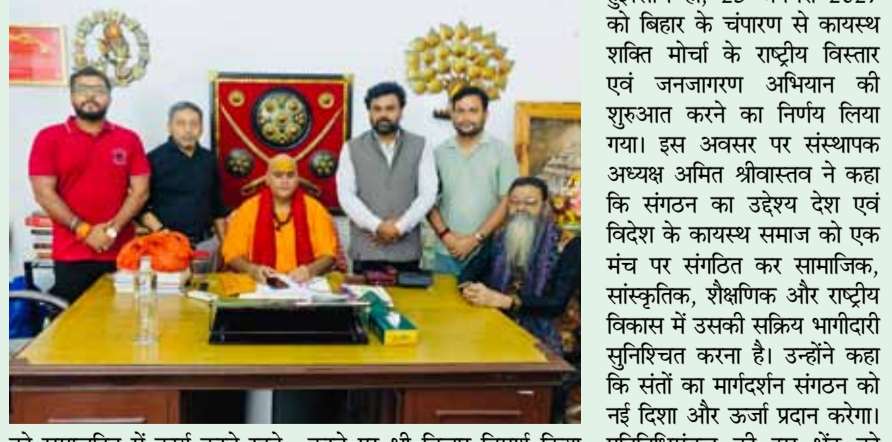 को बिहार के चंपारण से कायस्थ
शक्ति मोर्चा के राष्ट्रीय विस्तार
एवं जनजागरण अभियान की
शुरुआत करने का निर्णय लिया
गया। इस अवसर पर संस्थापक
अध्यक्ष अमित श्रीवास्तव ने कहा
कि संगठन का उद्देश्य देश एवं
विदेश के कायस्थ समाज को एक
मंच पर संगठित कर सामाजिक,
सांस्कृतिक, शैक्षणिक और राष्ट्रीय
विकास में उसकी सक्रिय भागीदारी
सुनिश्चित करना है। उन्होंने कहा
कि संतों का मार्गदर्शन संगठन को
नई दिशा और ऊर्जा प्रदान करेगा।